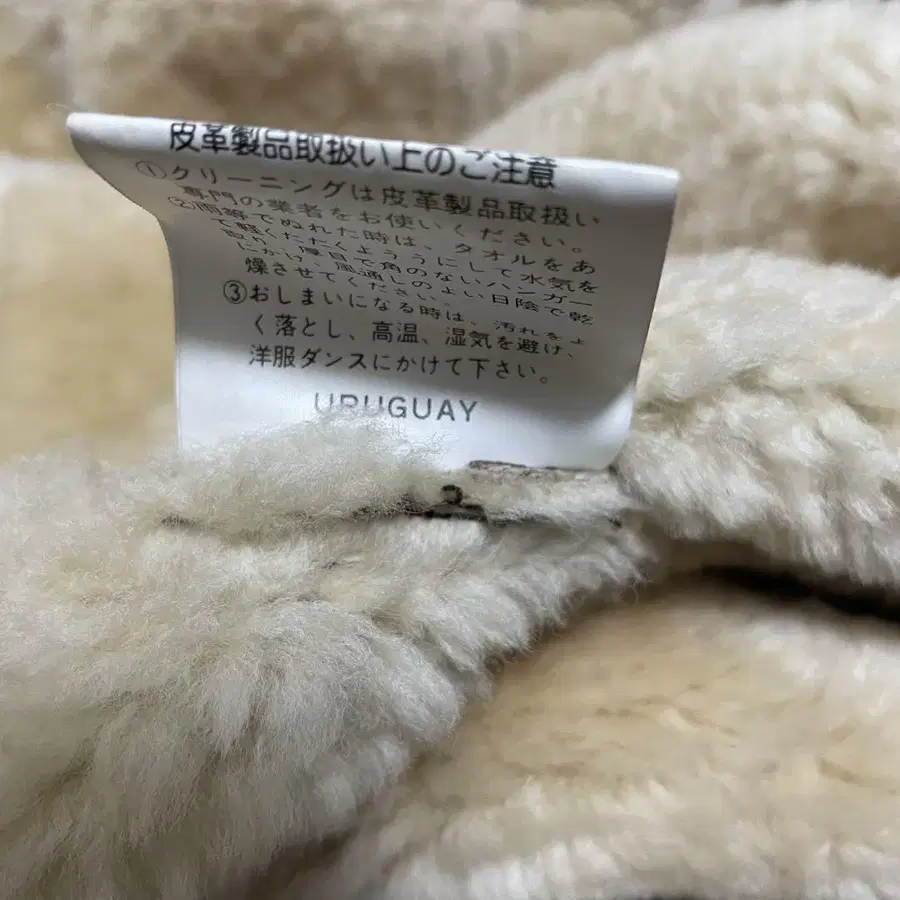 皮革製品取扱い上のご注意
①クリーニングは皮革製品取扱い
専門の業者をお使いください。
②雨等でぬれた時は、タオルをあ
て軽くたたくようにして水気を
取り、厚目で角のないハンガー
にかけ、風通しのよい日陰で乾
燥させてください。
③おしまいになる時は、汚れをよ
く落とし、高温、湿気を避け、
洋服ダンスにかけて下さい。
URUGUAY